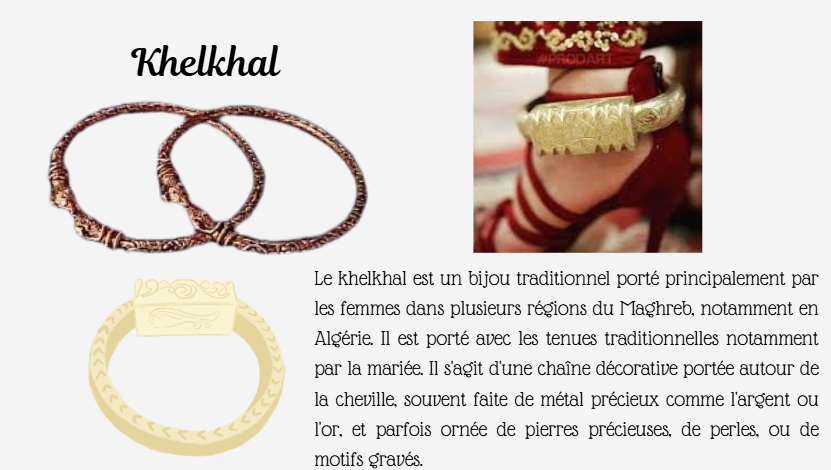 Khelkhal
#PRODART
Le khelkhal est un bijou traditionnel porté principalement par
les femmes dans plusieurs régions du Maghreb, notamment en
Algérie. Il est porté avec les tenues traditionnelles notamment
par la mariée. Il s'agit d'une chaîne décorative portée autour de
la cheville, souvent faite de métal précieux comme l'argent ou
l'or, et parfois ornée de pierres précieuses, de perles, ou de
motifs gravés.